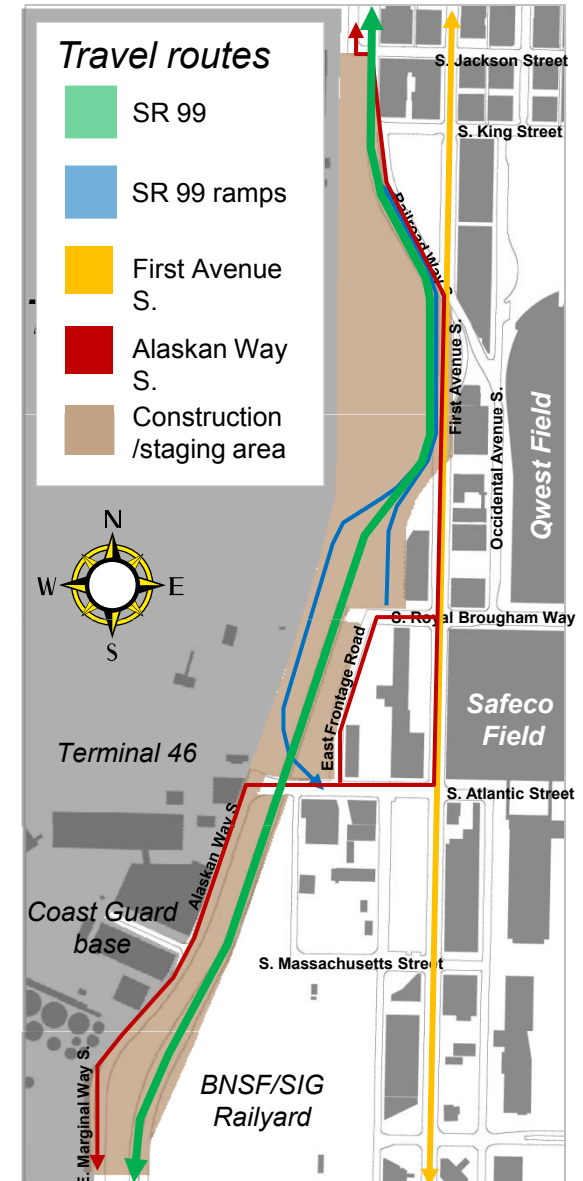 Travel routes
SR 99
SR 99 ramps
First Avenue
S.
Alaskan Way
S.
Construction
/staging area
S. Jackson Street
S. King Street
Railroad Way S
First Avenue S.
Occidental Avenue S.
Qwest Field
N
W
E
S
S. Royal Brougham Way
East Frontage Road
Safeco
Field
Terminal 46
S. Atlantic Street
Alaskan Way S.
Coast Guard
base
S. Massachusetts Street
BNSF/SIG
Railyard
E. Marginal Way S.